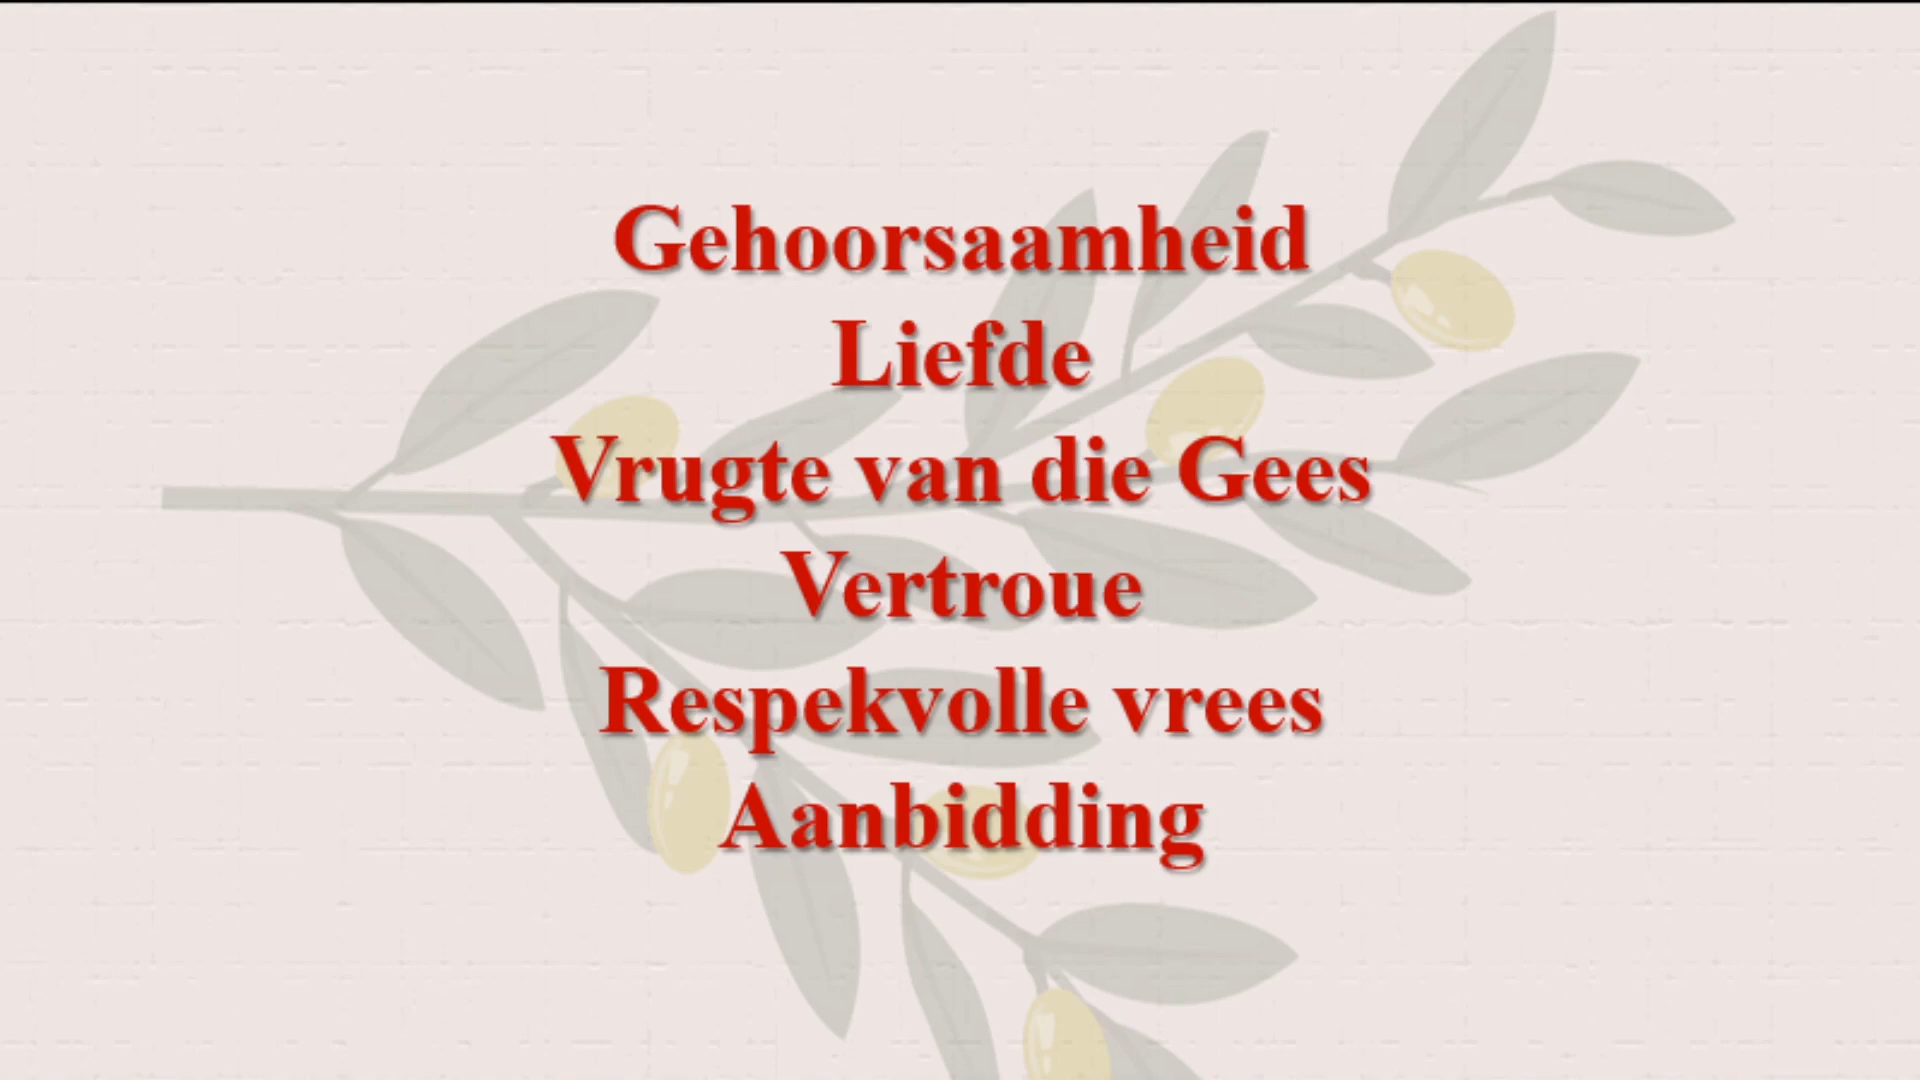 Gehoorsaamheid
Liefde
Vrugte van die Gees
Vertroue
Respekvolle vrees
Aanbidding